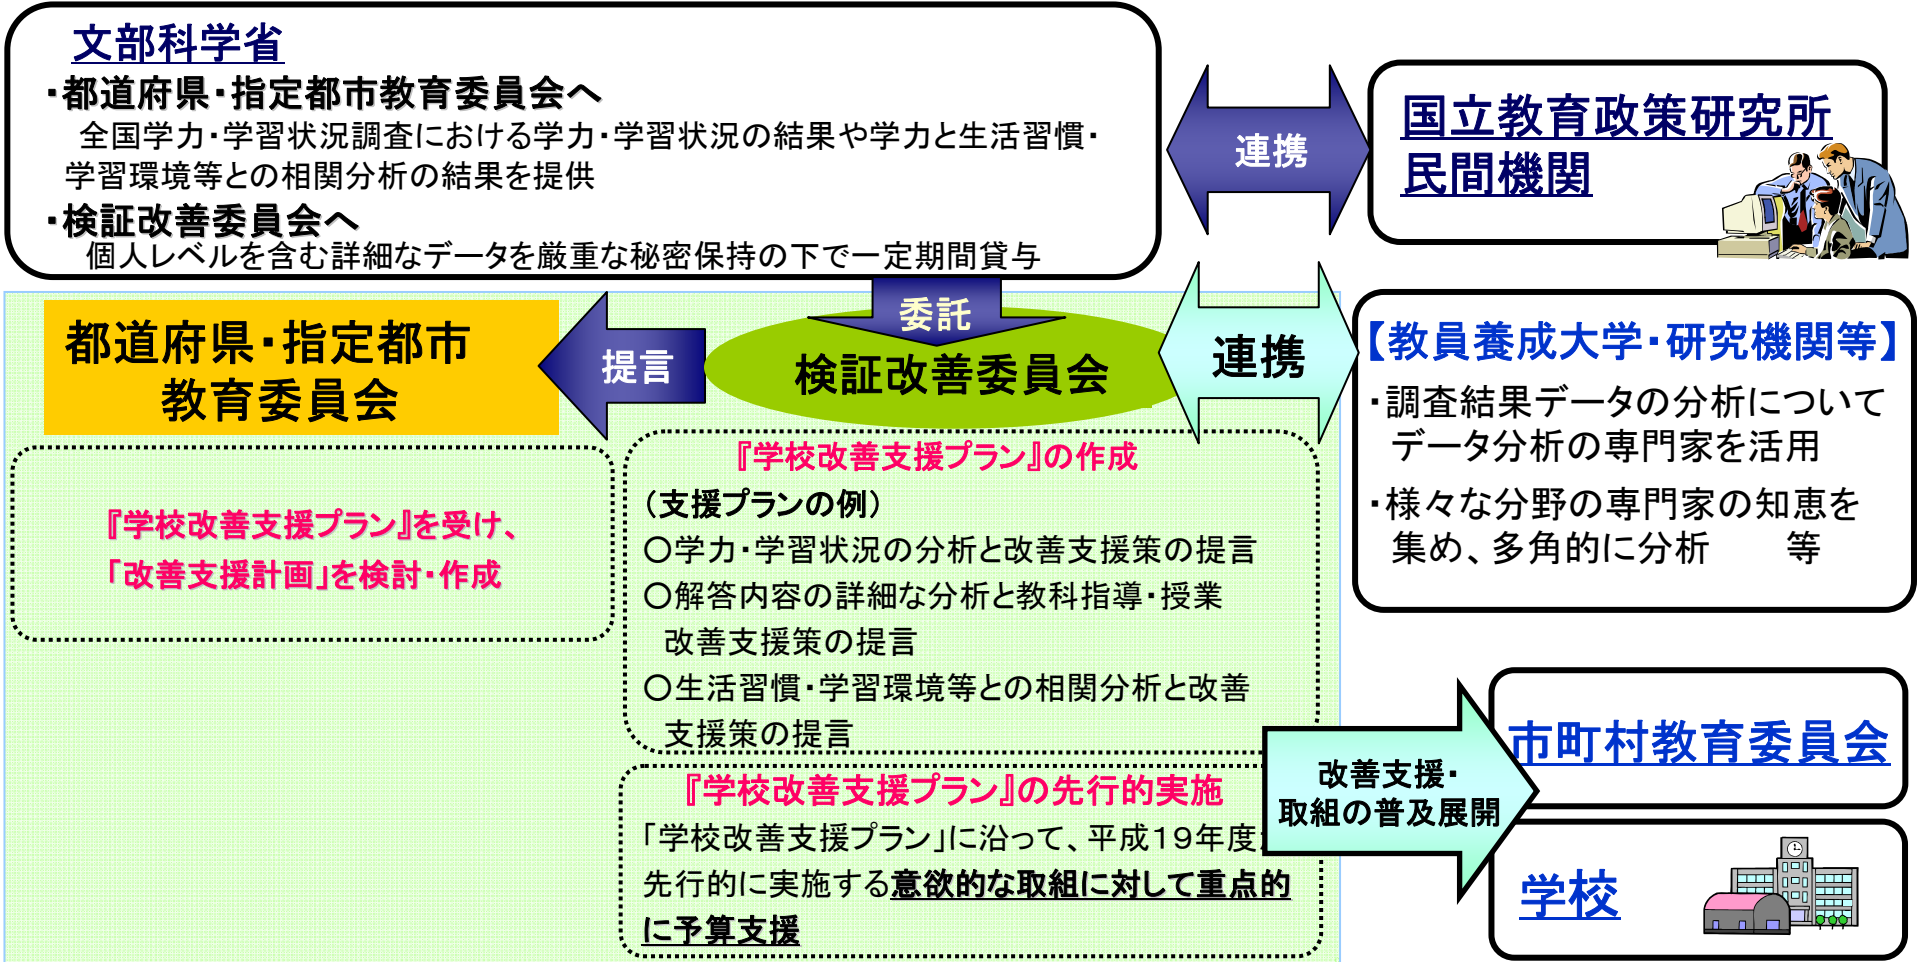 文部科学省
・都道府県・指定都市教育委員会へ
全国学力・学習状況調査における学力・学習状況の結果や学力と生活習慣・
学習環境等との相関分析の結果を提供
・検証改善委員会へ
個人レベルを含む詳細なデータを厳重な秘密保持の下で一定期間貸与
連携
国立教育政策研究所
民間機関
委託
都道府県・指定都市
教育委員会
提言
検証改善委員会
連携
【教員養成大学・研究機関等】
・調査結果データの分析について
データ分析の専門家を活用
・様々な分野の専門家の知恵を
集め、多角的に分析　　等
『学校改善支援プラン』を受け、
「改善支援計画」を検討・作成
『学校改善支援プラン』の作成
（支援プランの例）
○学力・学習状況の分析と改善支援策の提言
○解答内容の詳細な分析と教科指導・授業
改善支援策の提言
○生活習慣・学習環境等との相関分析と改善
支援策の提言
『学校改善支援プラン』の先行的実施
「学校改善支援プラン」に沿って、平成１９年度
先行的に実施する意欲的な取組に対して重点的
に予算支援
改善支援・
取組の普及展開
市町村教育委員会
学校